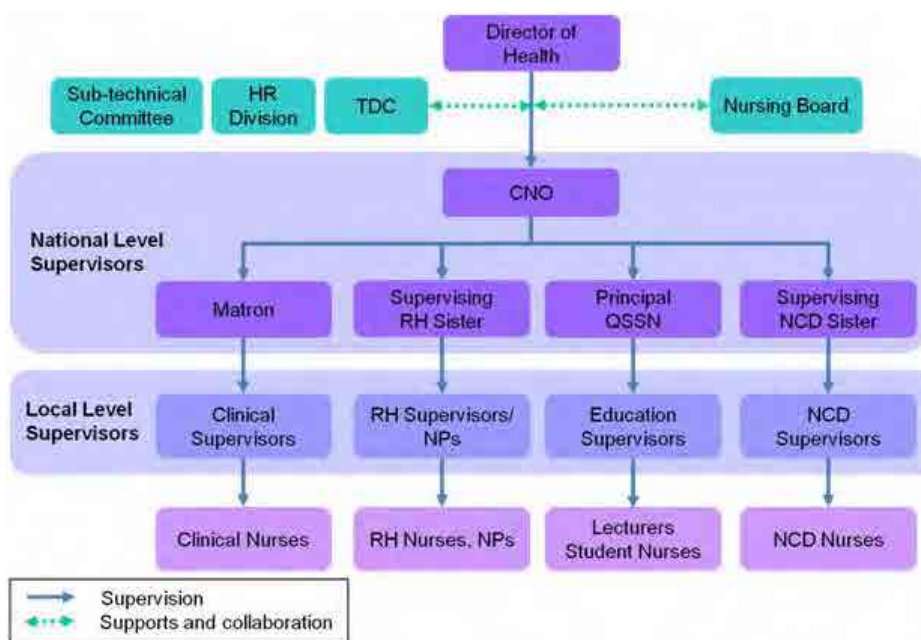 Director of
Health
Sub-technical
Committee
HR
Division
TDC
Nursing Board
CNO
National Level
Supervisors
Matron
Supervising
RH Sister
Principal
QSSN
Supervising
NCD Sister
Local Level
Supervisors
Clinical
Supervisors
RH Supervisors/
NPs
Education
Supervisors
NCD
Supervisors
Clinical Nurses
RH Nurses, NPs
Lecturers
Student Nurses
NCD Nurses
Supervision
Supports and collaboration